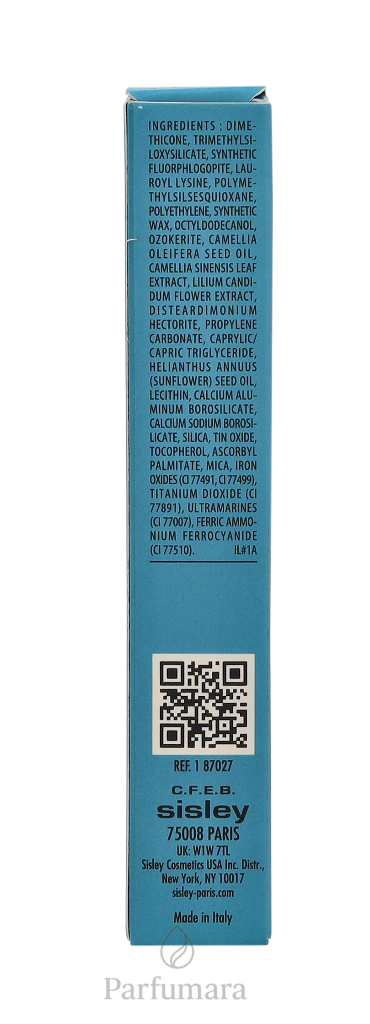 INGREDIENTS : DIME-
THICONE, TRIMETHYLSI-
LOXYSILICATE, SYNTHETIC
FLUORPHLOGOPITE, LAU-
ROYL LYSINE, POLYME-
THYLSILSESQUIOXANE,
POLYETHYLENE, SYNTHETIC
WAX, OCTYLDODECANOL,
OZOKERITE, CAMELLIA
OLEIFERA SEED OIL,
CAMELLIA SINENSIS LEAF
EXTRACT, LILIUM CANDI-
DUM FLOWER EXTRACT,
DISTEARDIMONIUM
HECTORITE, PROPYLENE
CARBONATE, CAPRYLIC/
CAPRIC TRIGLYCERIDE,
HELIANTHUS ANNUUS
(SUNFLOWER) SEED OIL,
LECITHIN, CALCIUM ALU-
MINUM BOROSILICATE,
CALCIUM SODIUM BOROSI-
LICATE, SILICA, TIN OXIDE,
TOCOPHEROL, ASCORBYL
PALMITATE, MICA, IRON
OXIDES (CI 77491, CI 77499),
TITANIUM DIOXIDE (CI
77891), ULTRAMARINES
(CI 77007), FERRIC AMMO-
NIUM FERROCYANIDE
(CI 77510). IL#1A
REF. 1 87027
C.F.E.B.
sisley
75008 PARIS
UK: W1W 7TL
Sisley Cosmetics USA Inc. Distr.,
New York, NY 10017
sisley-paris.com
Made in Italy
Parfumara